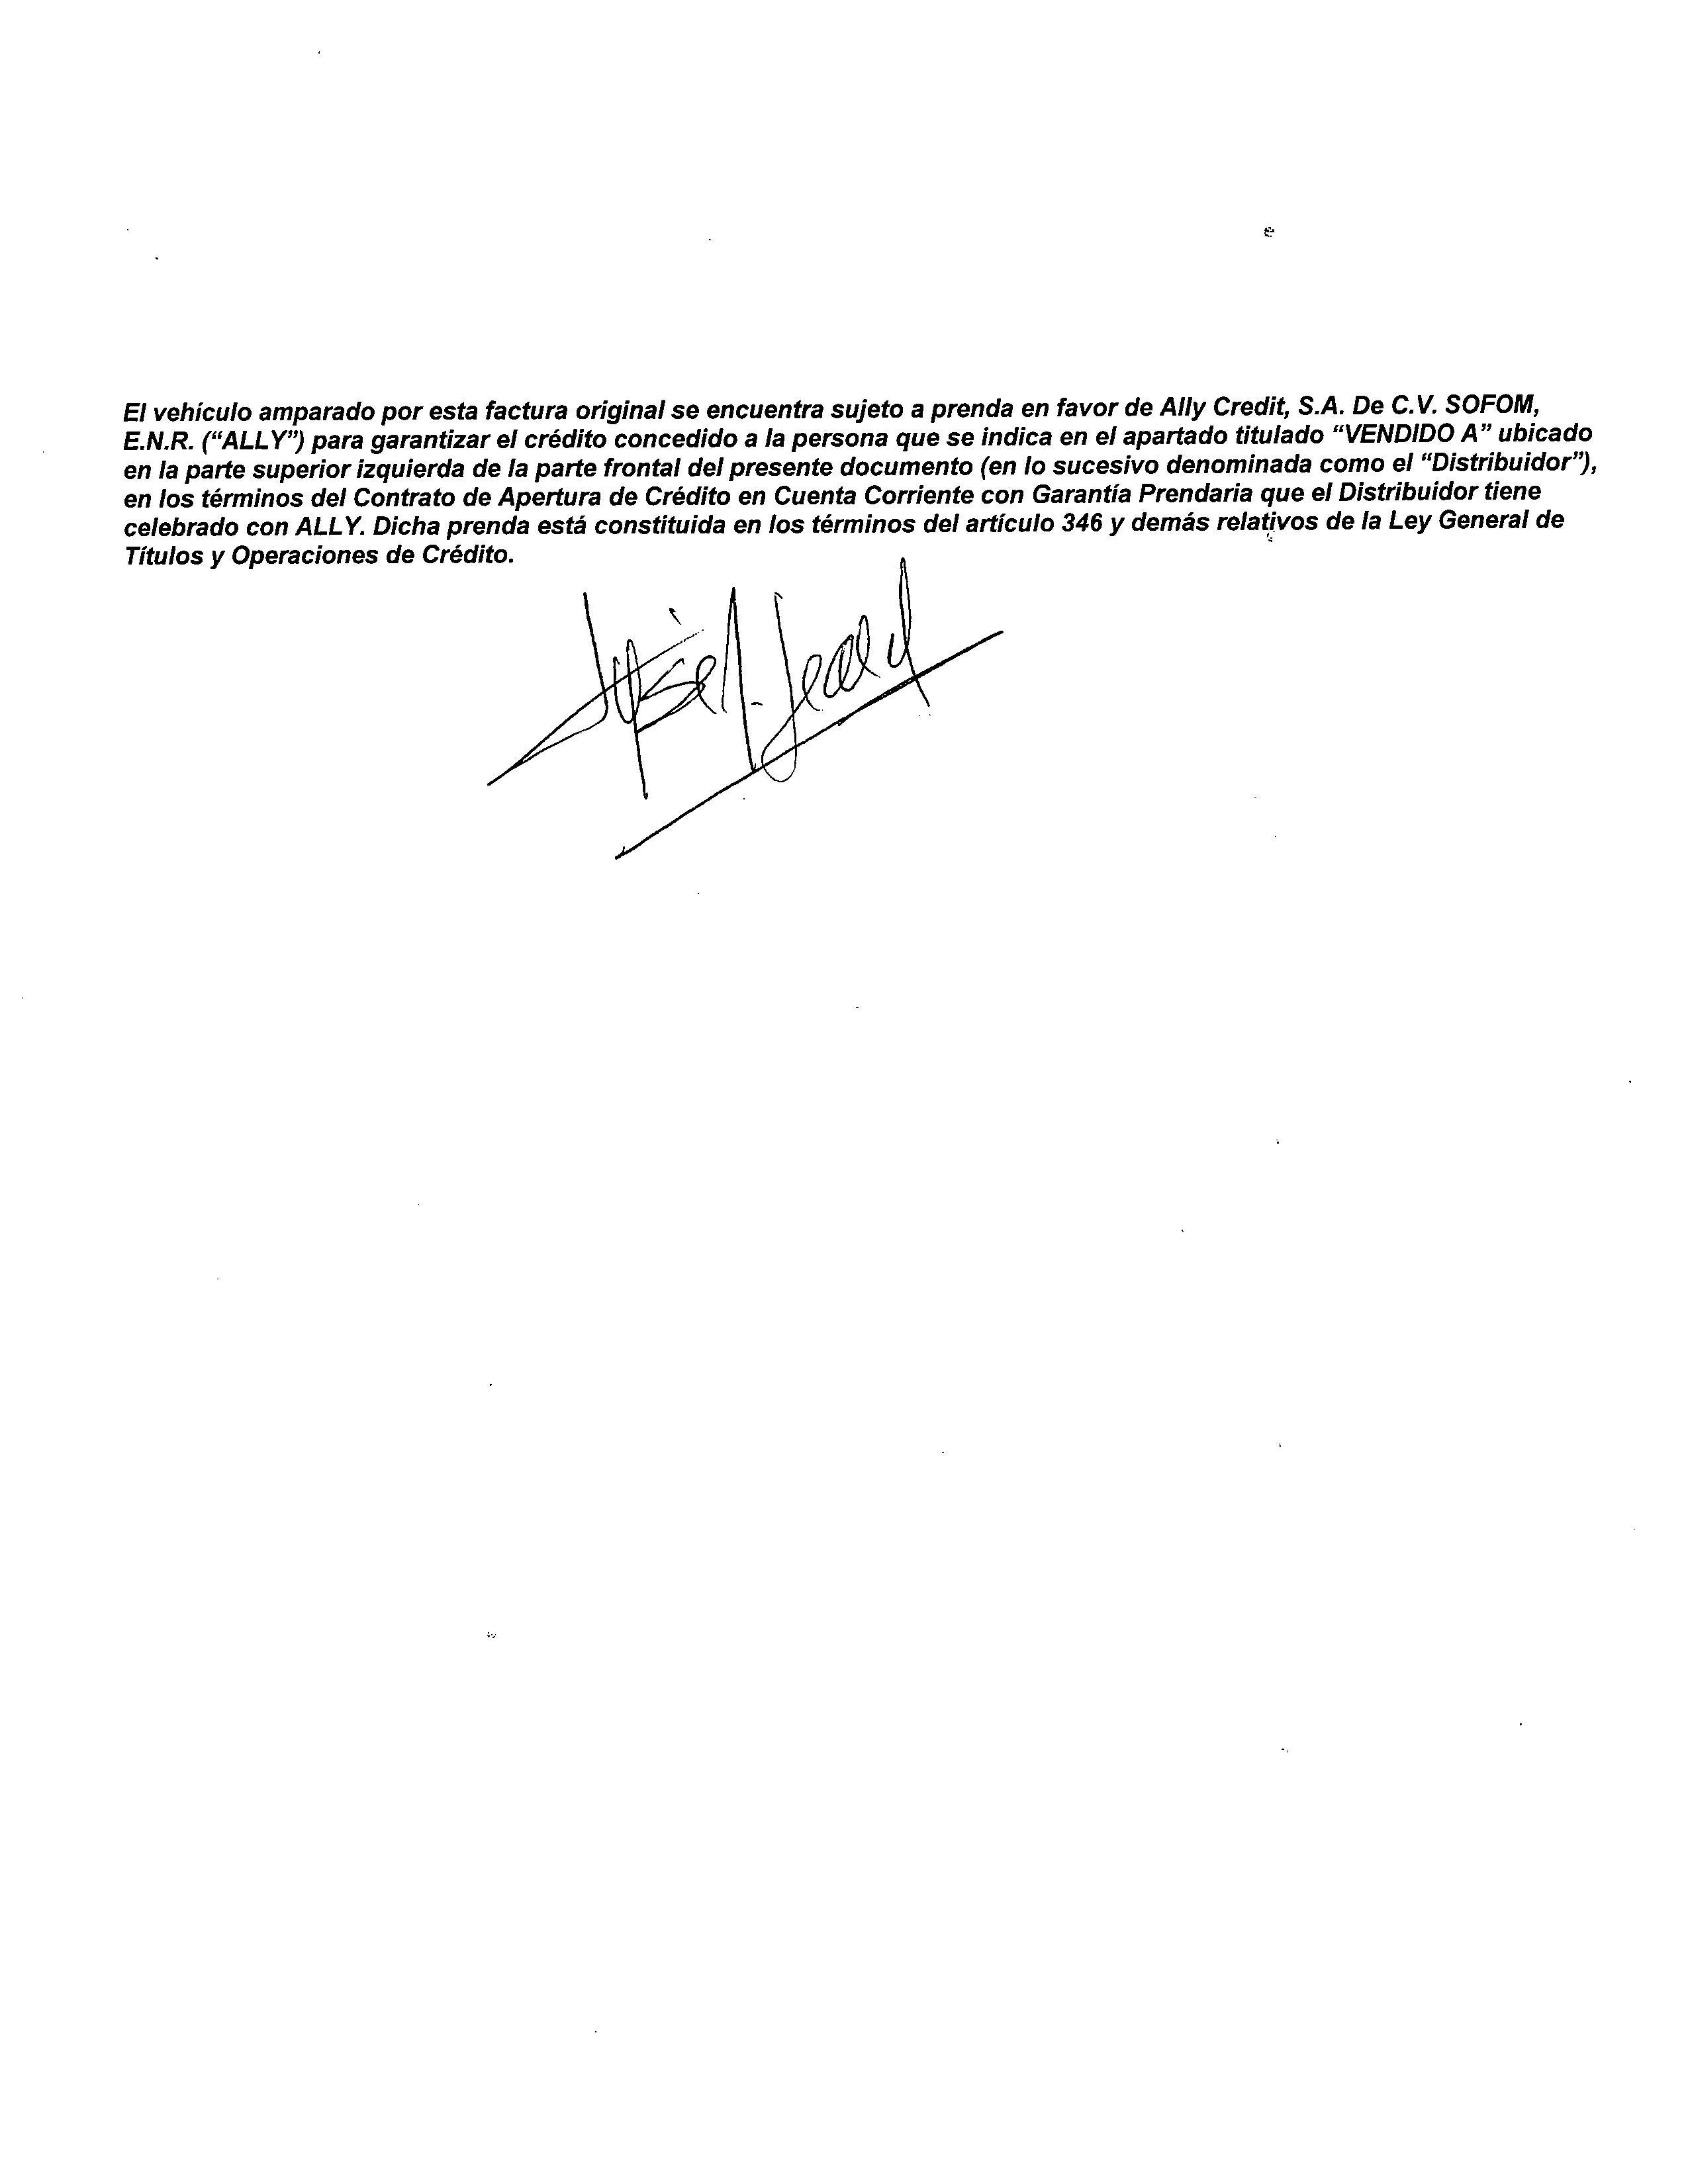 El vehículo amparado por esta factura original se encuentra sujeto a prenda en favor de Ally Credit, S.A. De C.V. SOFOM,
E.N.R. (“ALLY”) para garantizar el crédito concedido a la persona que se indica en el apartado titulado “VENDIDO A” ubicado
en la parte superior izquierda de la parte frontal del presente documento (en lo sucesivo denominada como el “Distribuidor”),
en los términos del Contrato de Apertura de Crédito en Cuenta Corriente con Garantía Prendaria que el Distribuidor tiene
celebrado con ALLY. Dicha prenda está constituida en los términos del artículo 346 y demás relativos de la Ley General de
Títulos y Operaciones de Crédito.